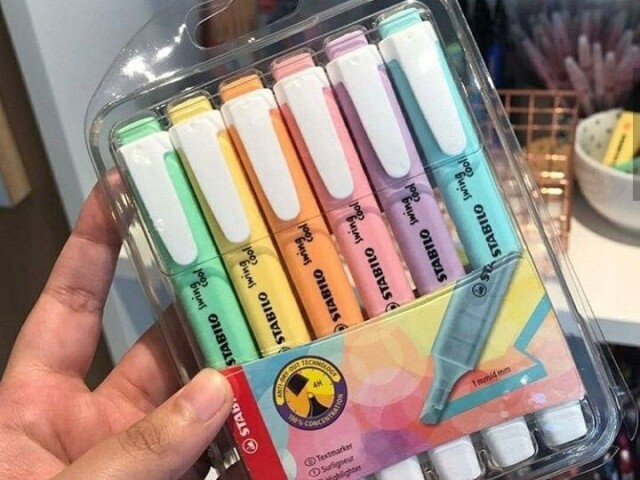 STABILO swing cool
STABILO swing cool
STABILO swing cool
STABILO swing cool
STABILO swing cool
STABILO swing cool
ANTI-DRY-OUT TECHNOLOGY
4H
100% CONCENTRATION
1 mm/4 mm
STABILO
D Textmarker
F Surligneur
Highlighter